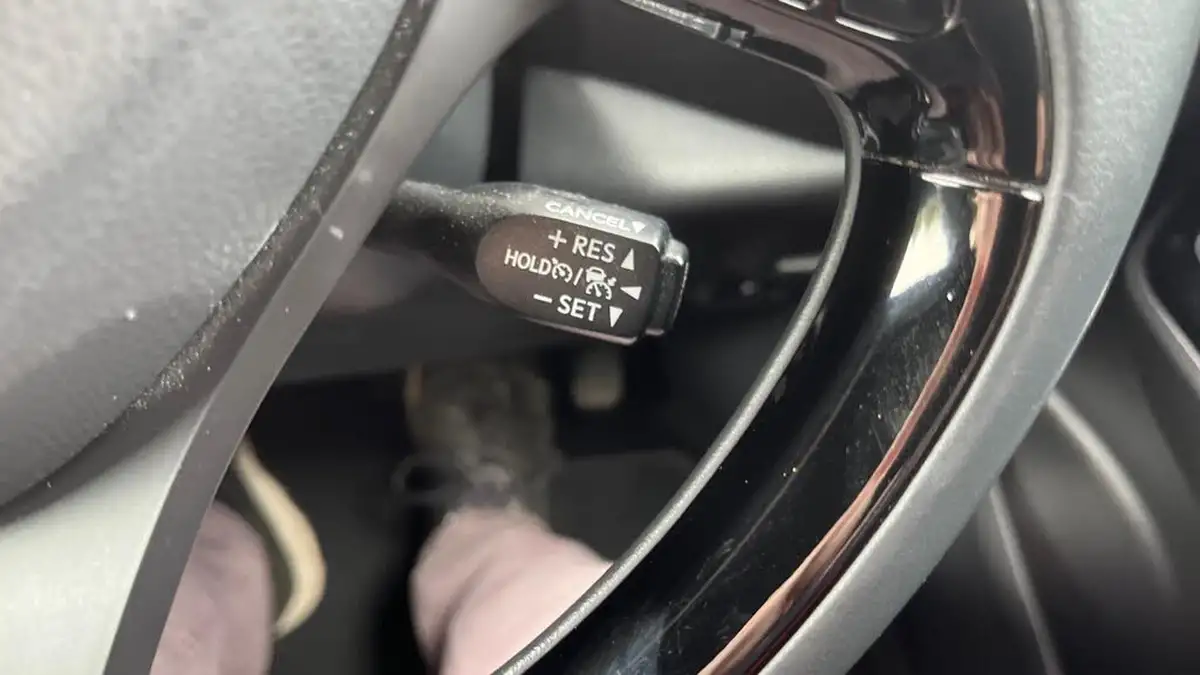 CANCEL▼
+ RES ▲
HOLD / ◀
− SET ▼